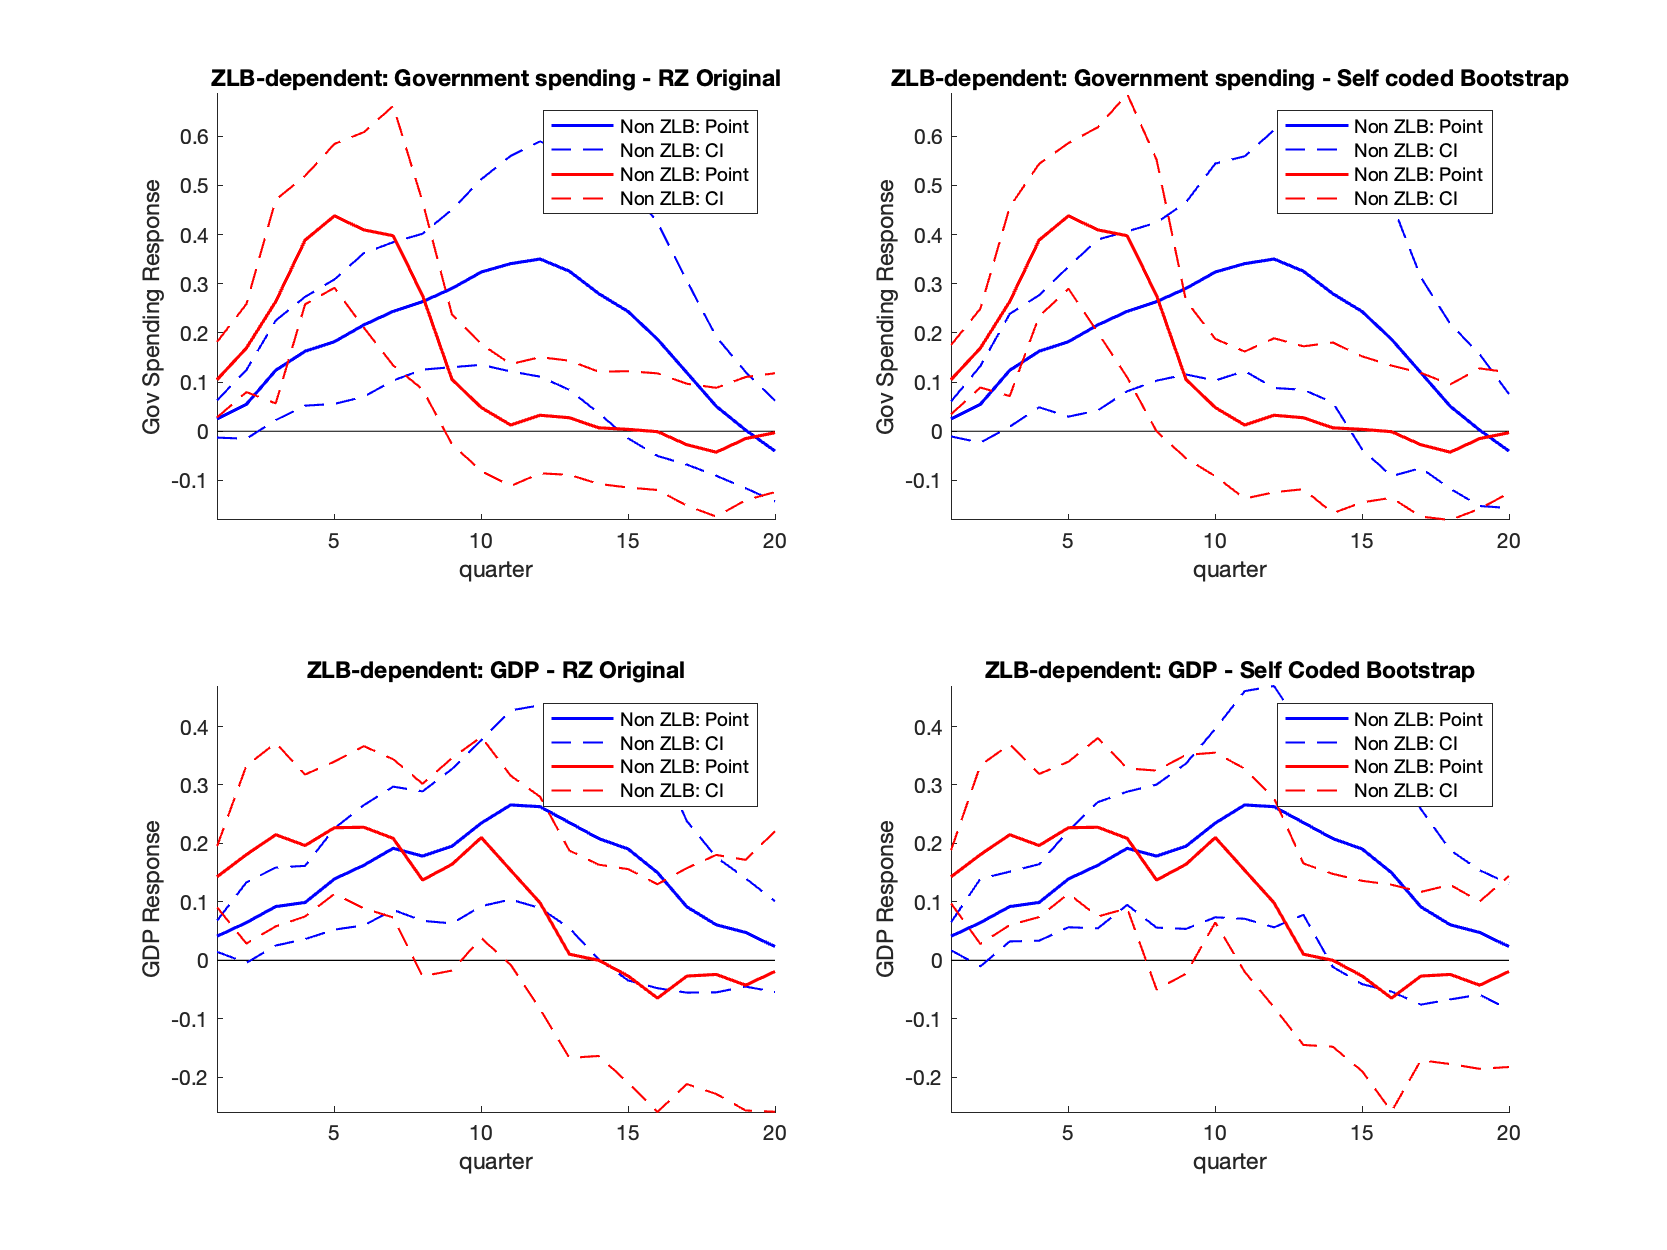 ZLB-dependent: Government spending - RZ Original
Gov Spending Response
0.6
0.5
0.4
0.3
0.2
0.1
0
-0.1
Non ZLB: Point
Non ZLB: CI
Non ZLB: Point
Non ZLB: CI
5 10 15 20
quarter
ZLB-dependent: Government spending - Self coded Bootstrap
Gov Spending Response
0.6
0.5
0.4
0.3
0.2
0.1
0
-0.1
Non ZLB: Point
Non ZLB: CI
Non ZLB: Point
Non ZLB: CI
5 10 15 20
quarter
ZLB-dependent: GDP - RZ Original
GDP Response
0.4
0.3
0.2
0.1
0
-0.1
-0.2
Non ZLB: Point
Non ZLB: CI
Non ZLB: Point
Non ZLB: CI
5 10 15 20
quarter
ZLB-dependent: GDP - Self Coded Bootstrap
GDP Response
0.4
0.3
0.2
0.1
0
-0.1
-0.2
Non ZLB: Point
Non ZLB: CI
Non ZLB: Point
Non ZLB: CI
5 10 15 20
quarter